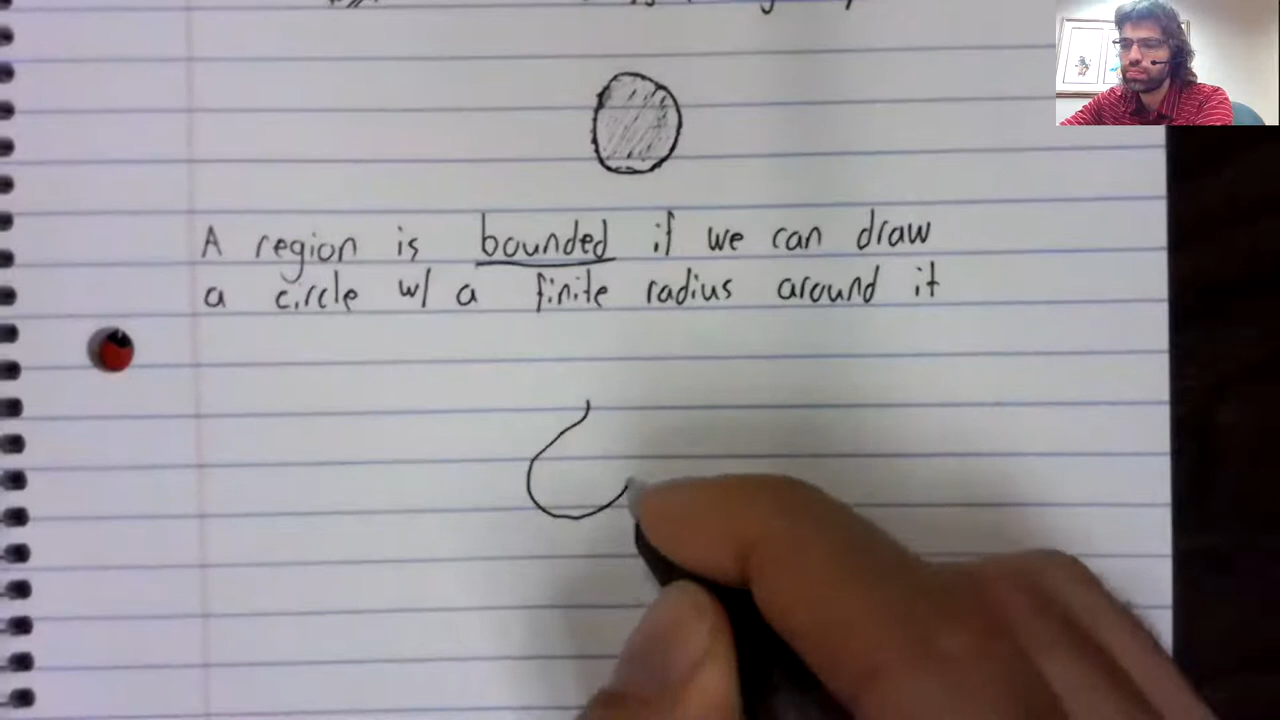 A region is bounded if we can draw
a circle w/ a finite radius around it